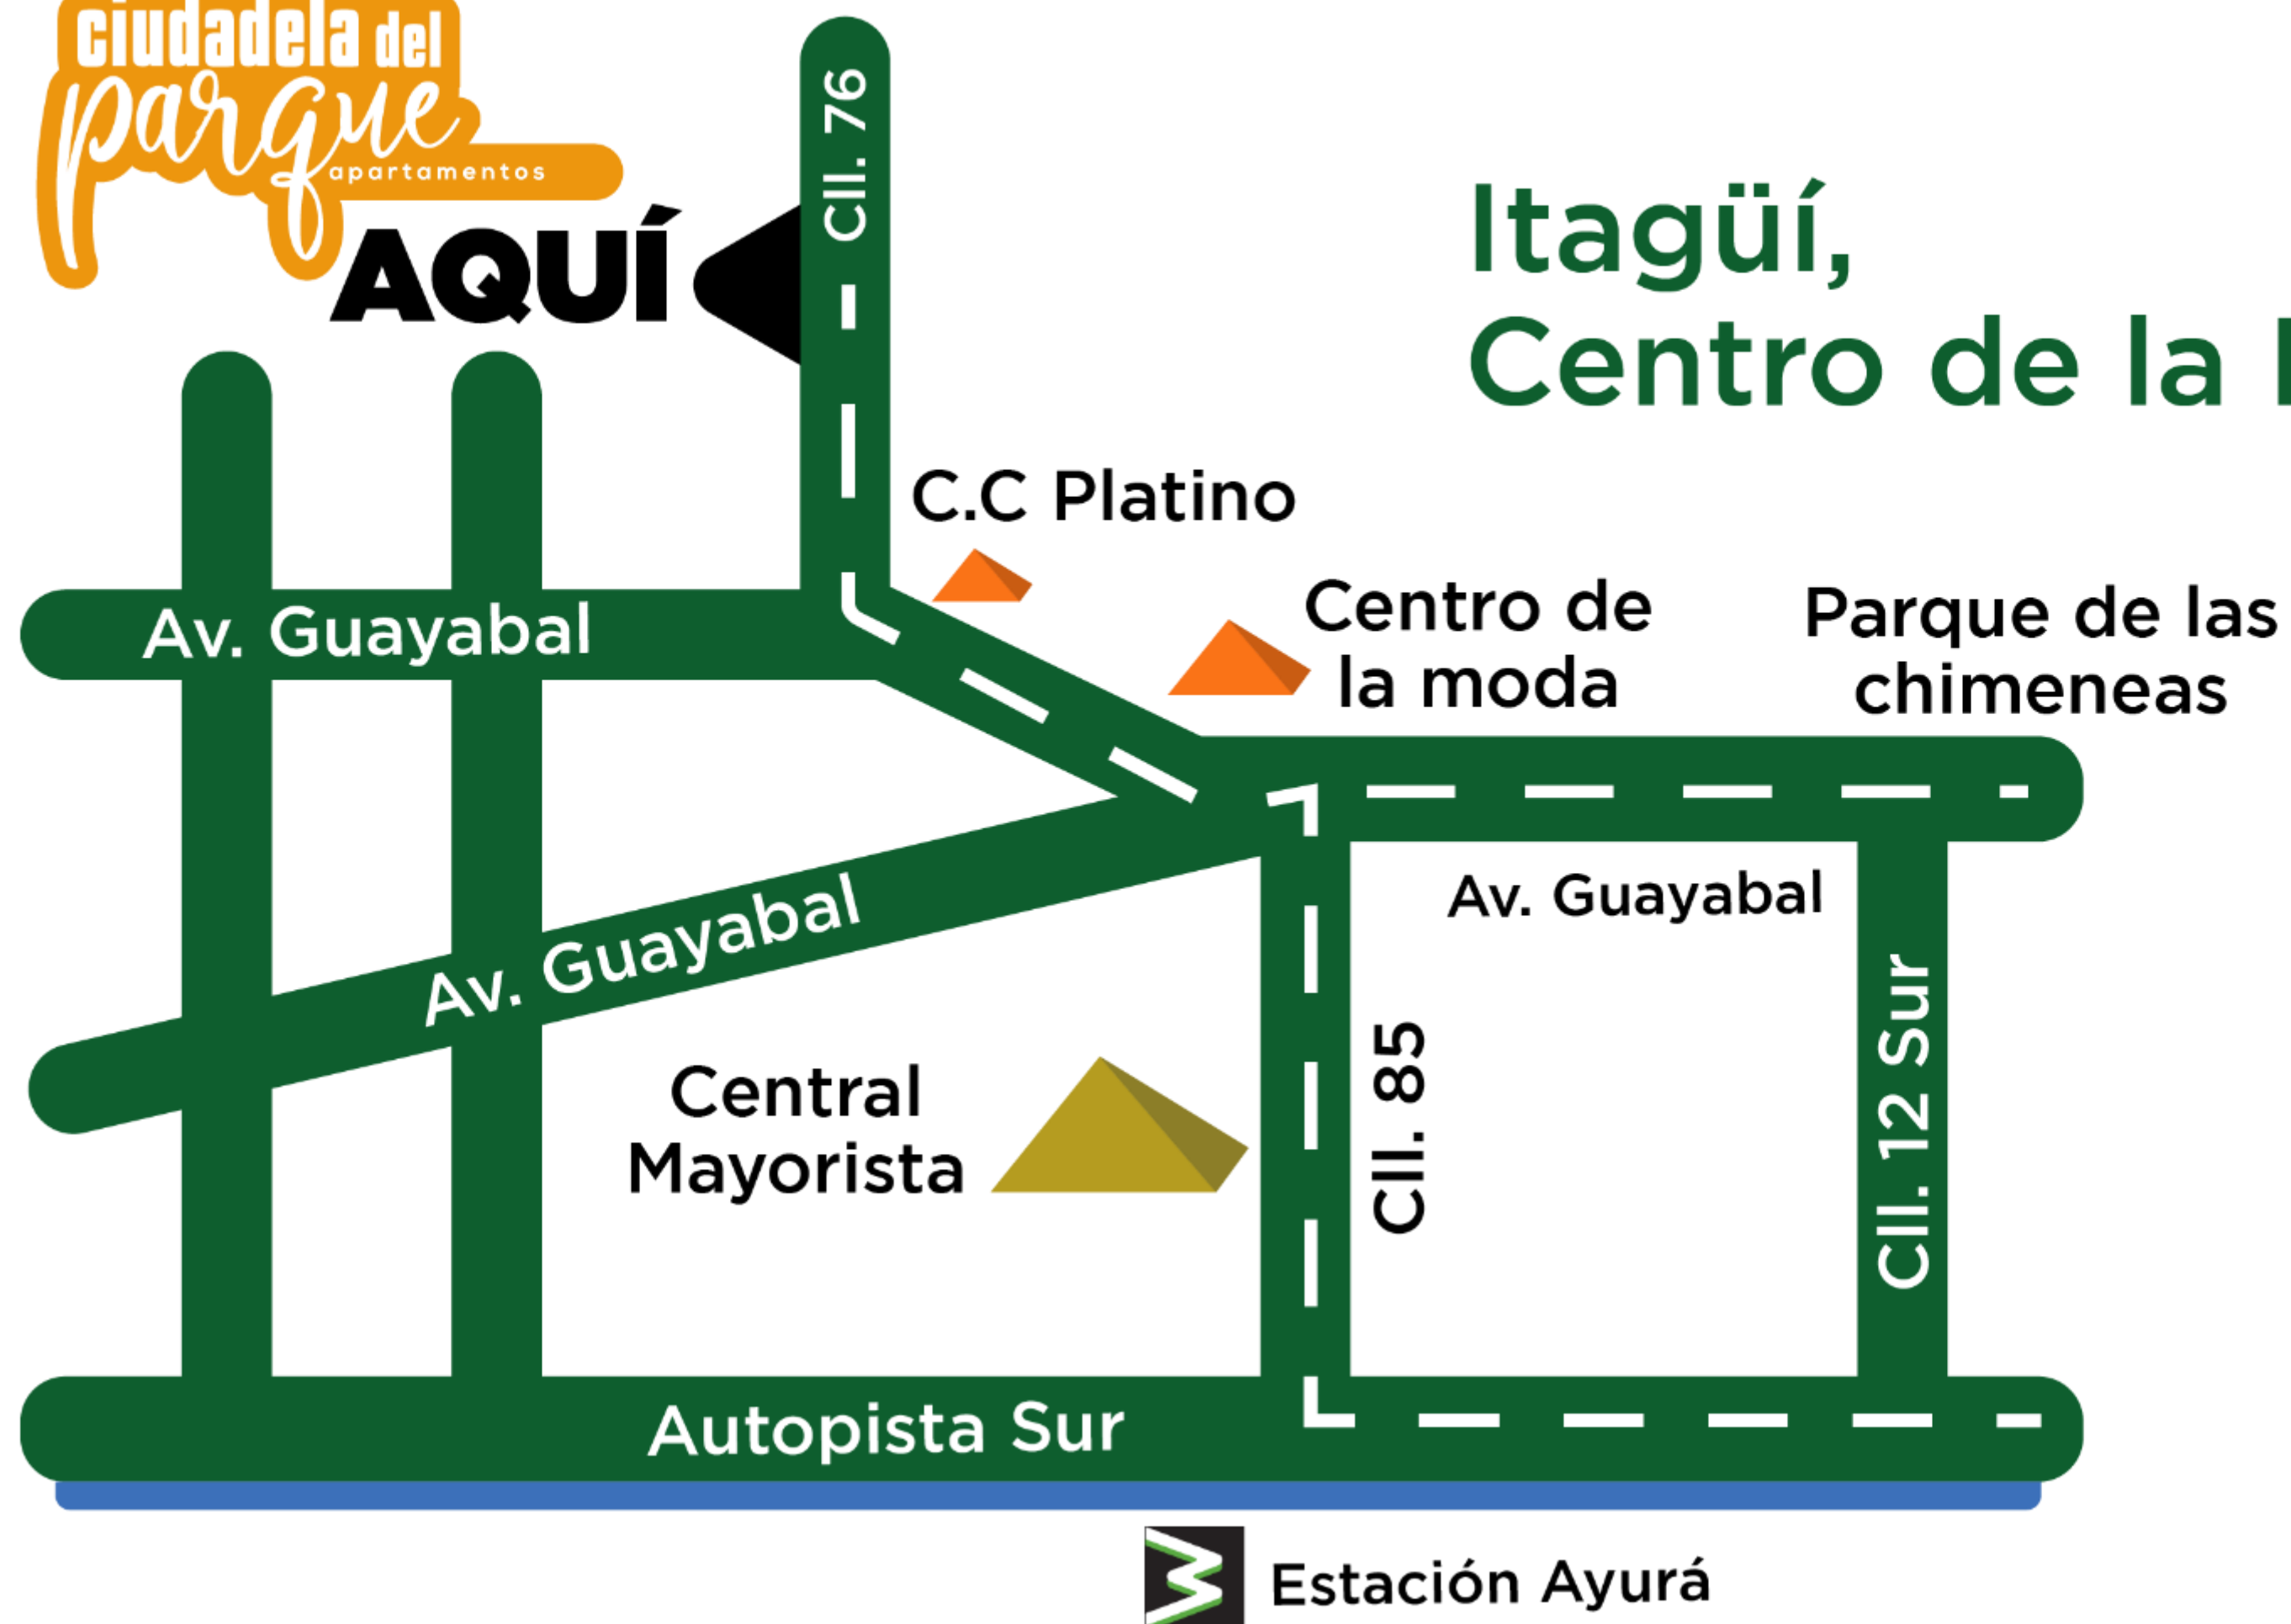 ciudadela del
parque
apartamentos
AQUÍ
Cll. 76
Itagüí,
Centro de la
C.C Platino
Centro de
la moda
Parque de las
chimeneas
Av. Guayabal
Av. Guayabal
Av. Guayabal
Central
Mayorista
Cll. 85
Cll. 12 Sur
Autopista Sur
Estación Ayurá